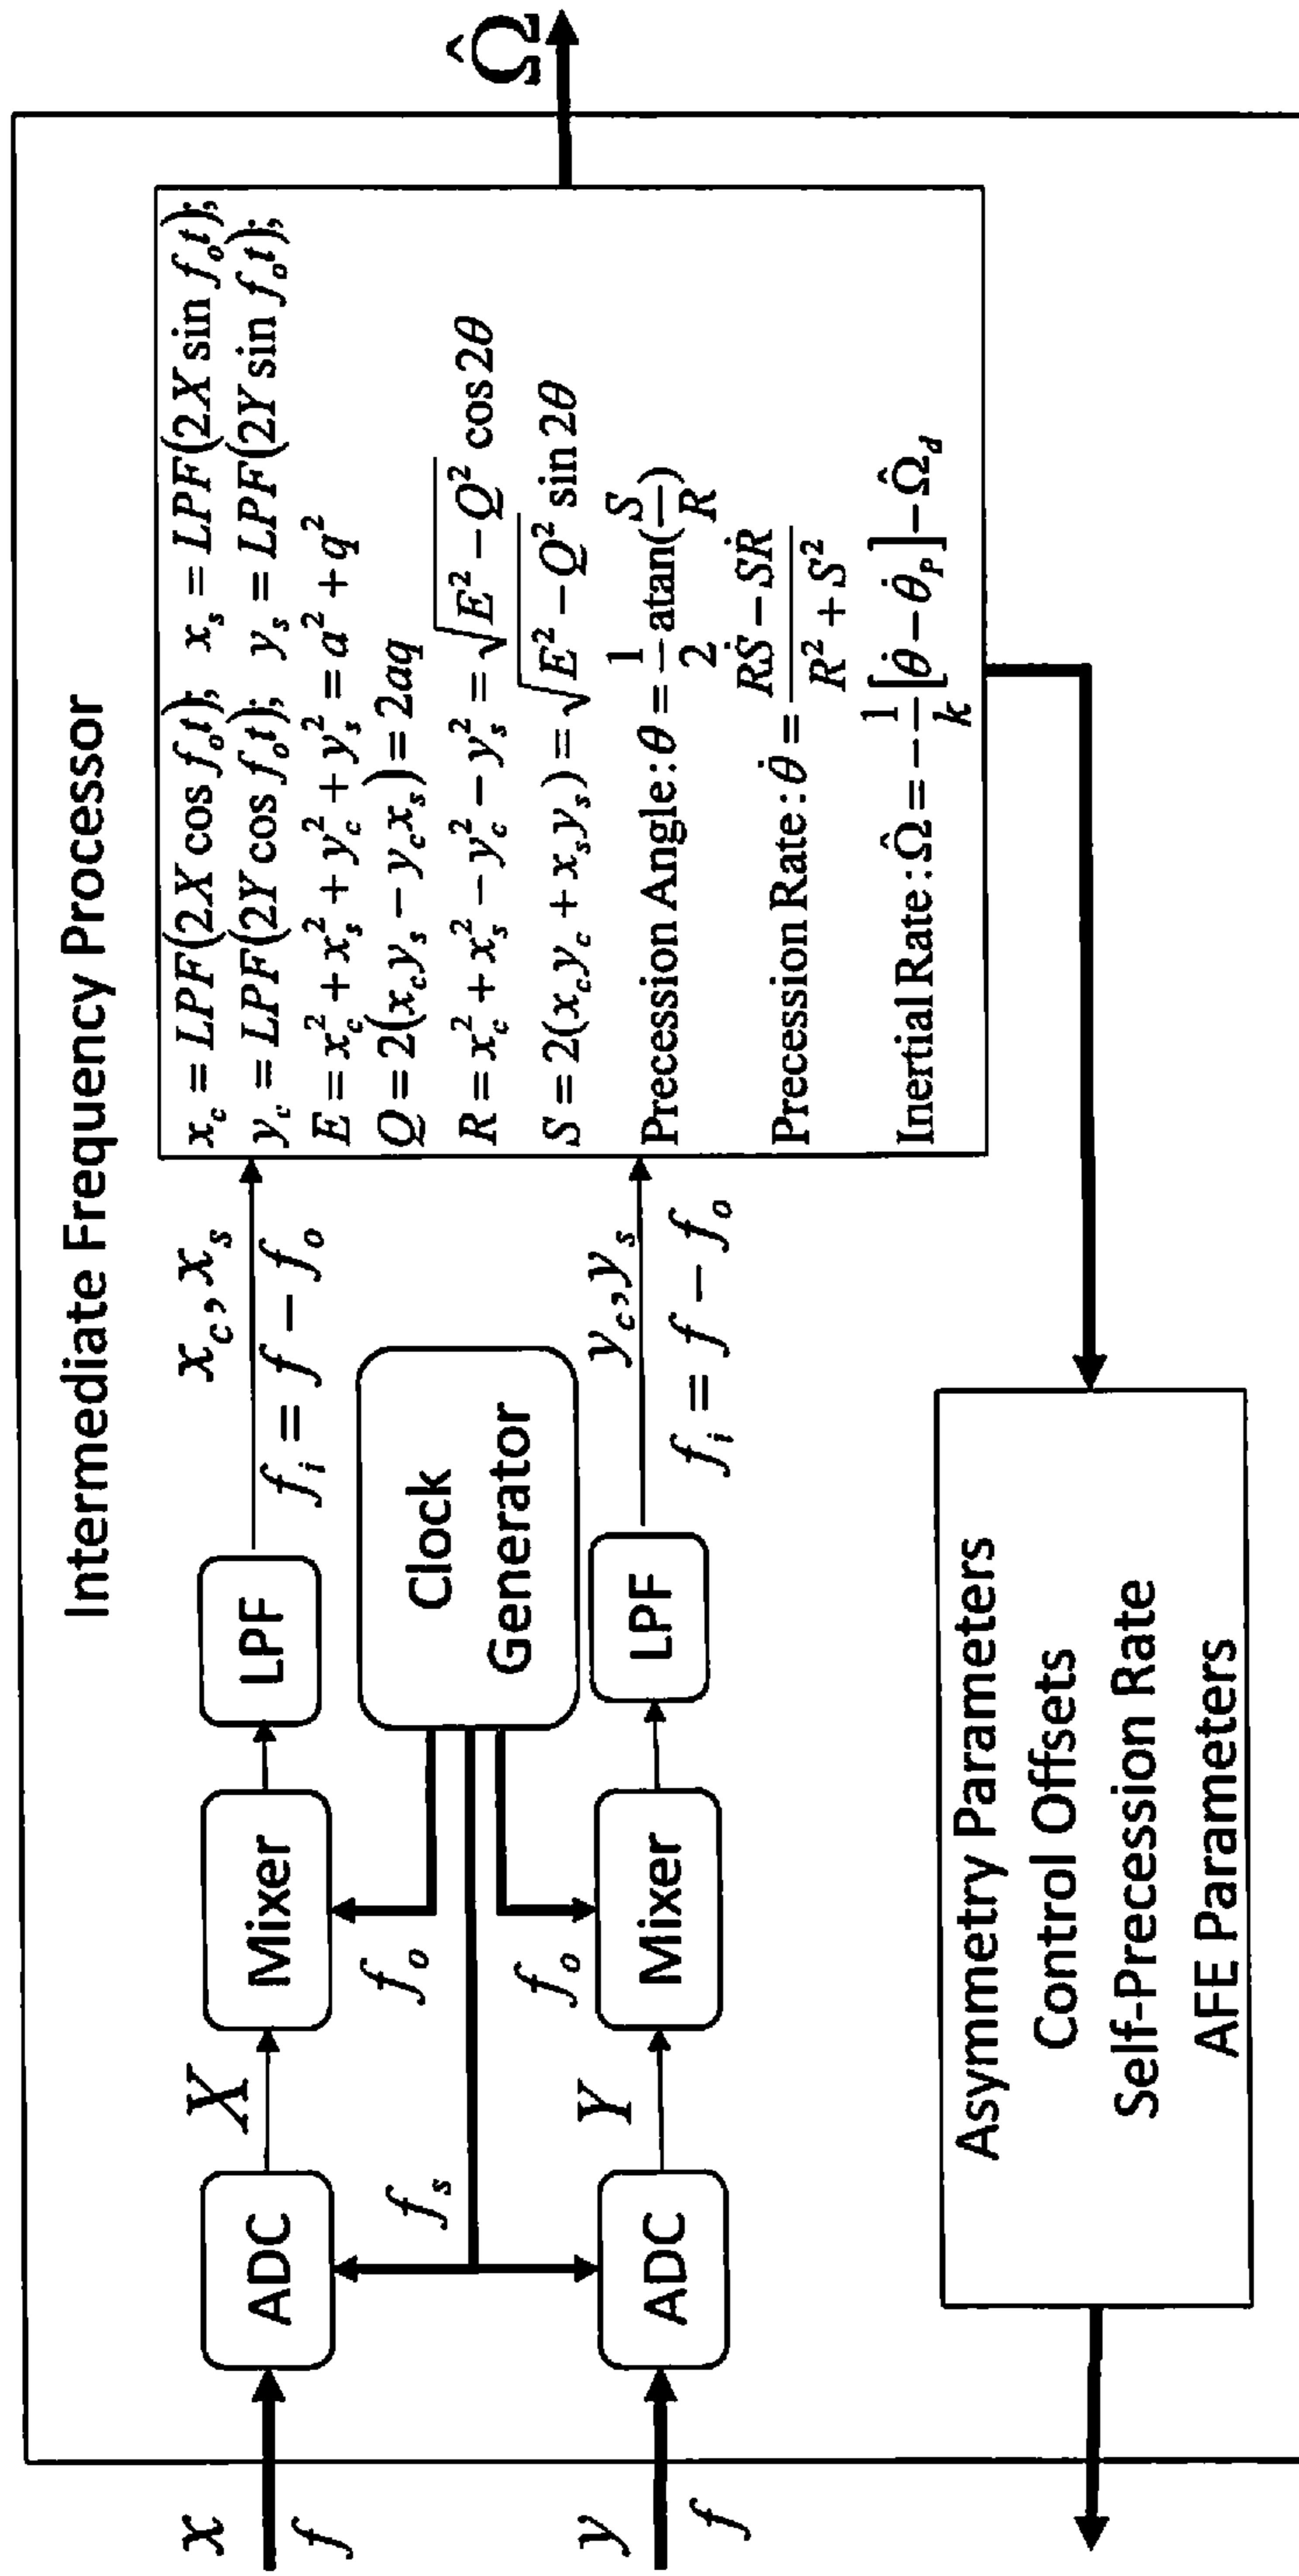 Intermediate Frequency Processor
x
f
ADC
X
Mixer
LPF
x_c, x_s
f_i = f − f_o
f_s
f_o
f_o
Clock
Generator
y
f
ADC
Y
Mixer
LPF
y_c, y_s
f_i = f − f_o
x_c = LPF(2X cos f_o t); x_s = LPF(2X sin f_o t);
y_c = LPF(2Y cos f_o t); y_s = LPF(2Y sin f_o t);
E = x_c² + x_s² + y_c² + y_s² = a² + q²
Q = 2(x_c y_s − y_c x_s) = 2aq
R = x_c² + x_s² − y_c² − y_s² = √(E² − Q²) cos 2θ
S = 2(x_c y_c + x_s y_s) = √(E² − Q²) sin 2θ
Precession Angle: θ = 1/2 atan(S/R)
Precession Rate: θ̇ = (RṠ − SṘ)/(R² + S²)
Inertial Rate: Ω̂ = −1/k [θ̇ − θ̇_P] − Ω̂_d
Ω̂
Asymmetry Parameters
Control Offsets
Self-Precession Rate
AFE Parameters